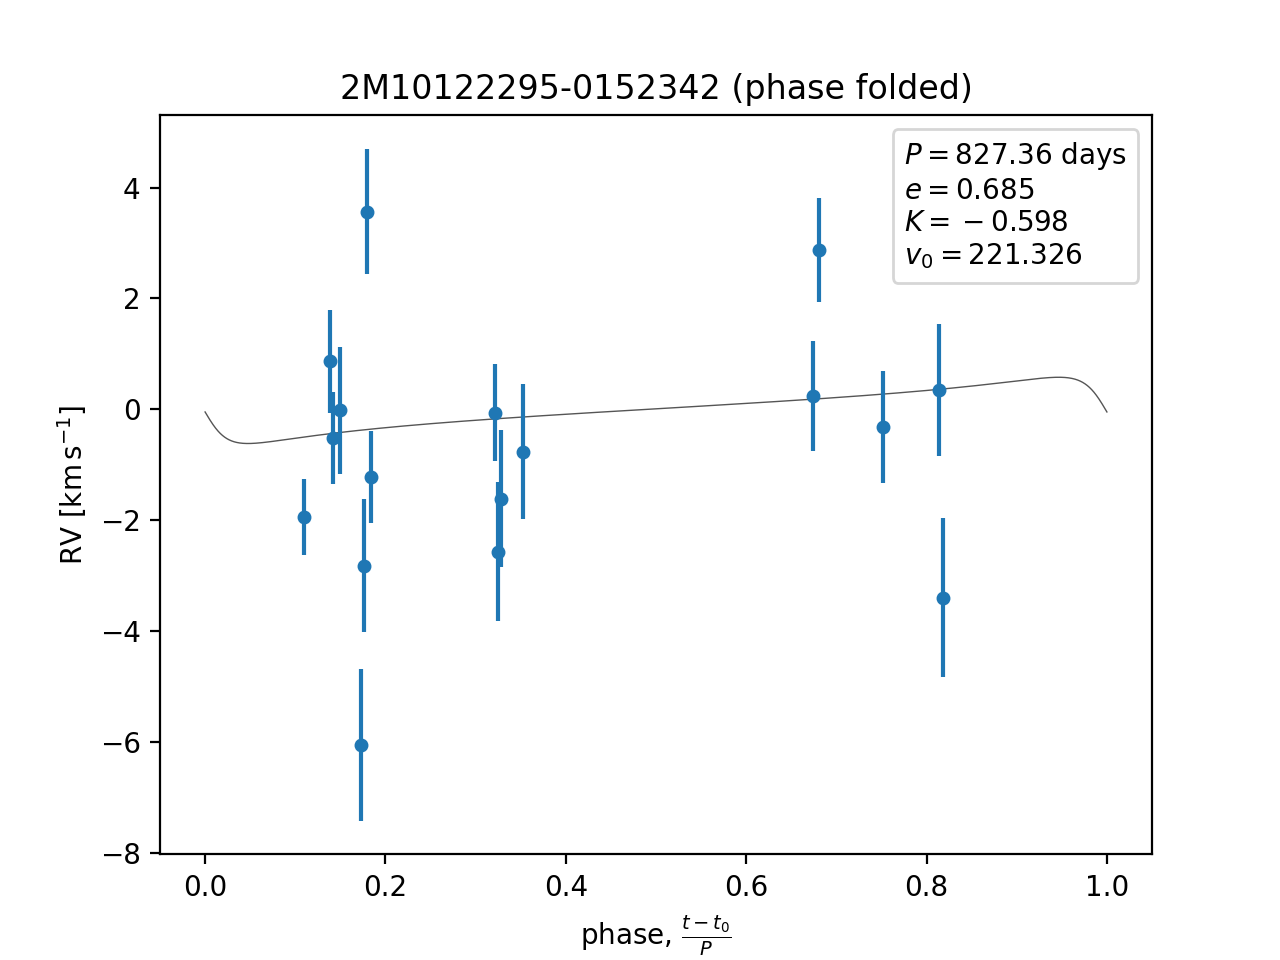 2M10122295-0152342 (phase folded)
P = 827.36 days
e = 0.685
K = −0.598
v₀ = 221.326
4
2
0
−2
−4
−6
−8
RV [km s⁻¹]
0.0 0.2 0.4 0.6 0.8 1.0
phase, (t − t₀)/P